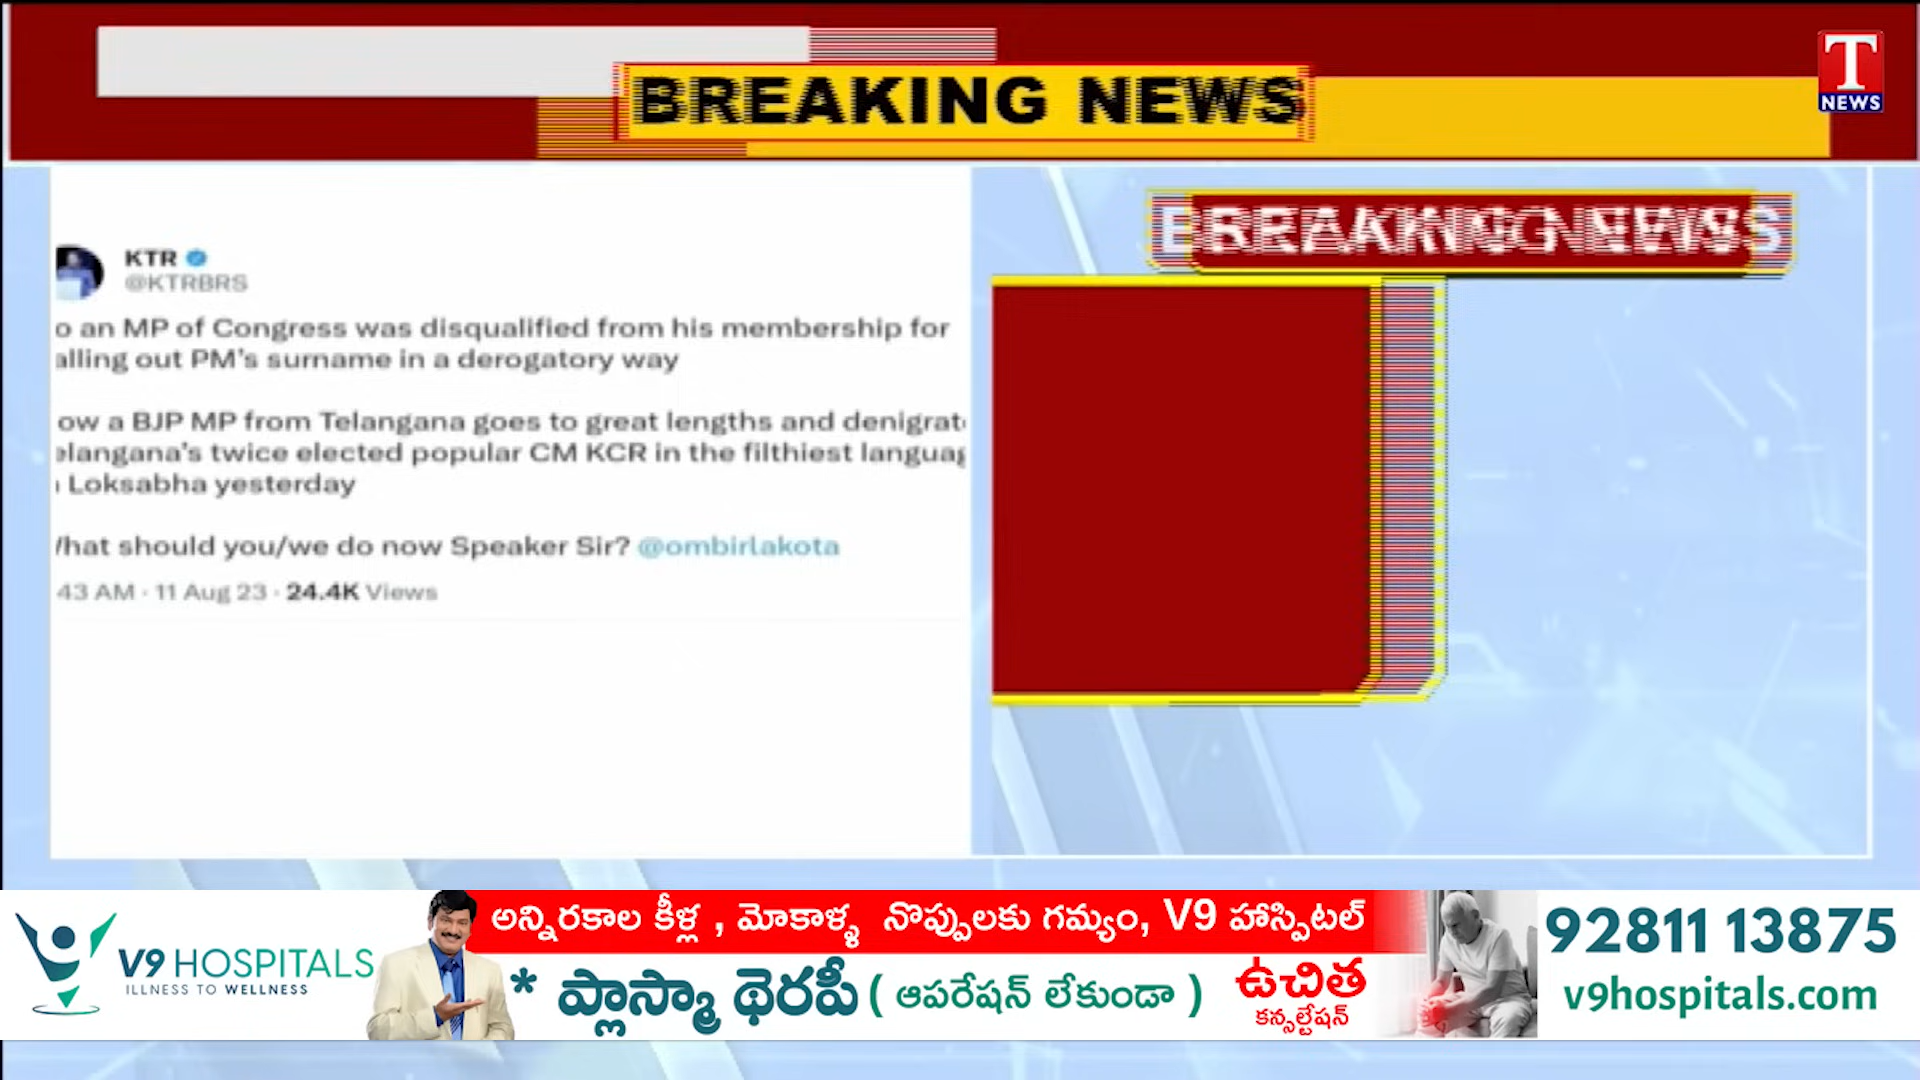 BREAKING NEWS
T
NEWS
BREAKING NEWS
KTR
@KTRBRS
o an MP of Congress was disqualified from his membership for
alling out PM's surname in a derogatory way
ow a BJP MP from Telangana goes to great lengths and denigrat
elangana's twice elected popular CM KCR in the filthiest languag
Loksabha yesterday
hat should you/we do now Speaker Sir? @ombirlakota
43 AM · 11 Aug 23 · 24.4K Views
V9 HOSPITALS
ILLNESS TO WELLNESS
అన్నిరకాల కీళ్ల , మోకాళ్ళ నొప్పులకు గమ్యం, V9 హాస్పిటల్
* ప్లాస్మా థెరపీ ( ఆపరేషన్ లేకుండా )
ఉచిత
కన్సల్టేషన్
92811 13875
v9hospitals.com